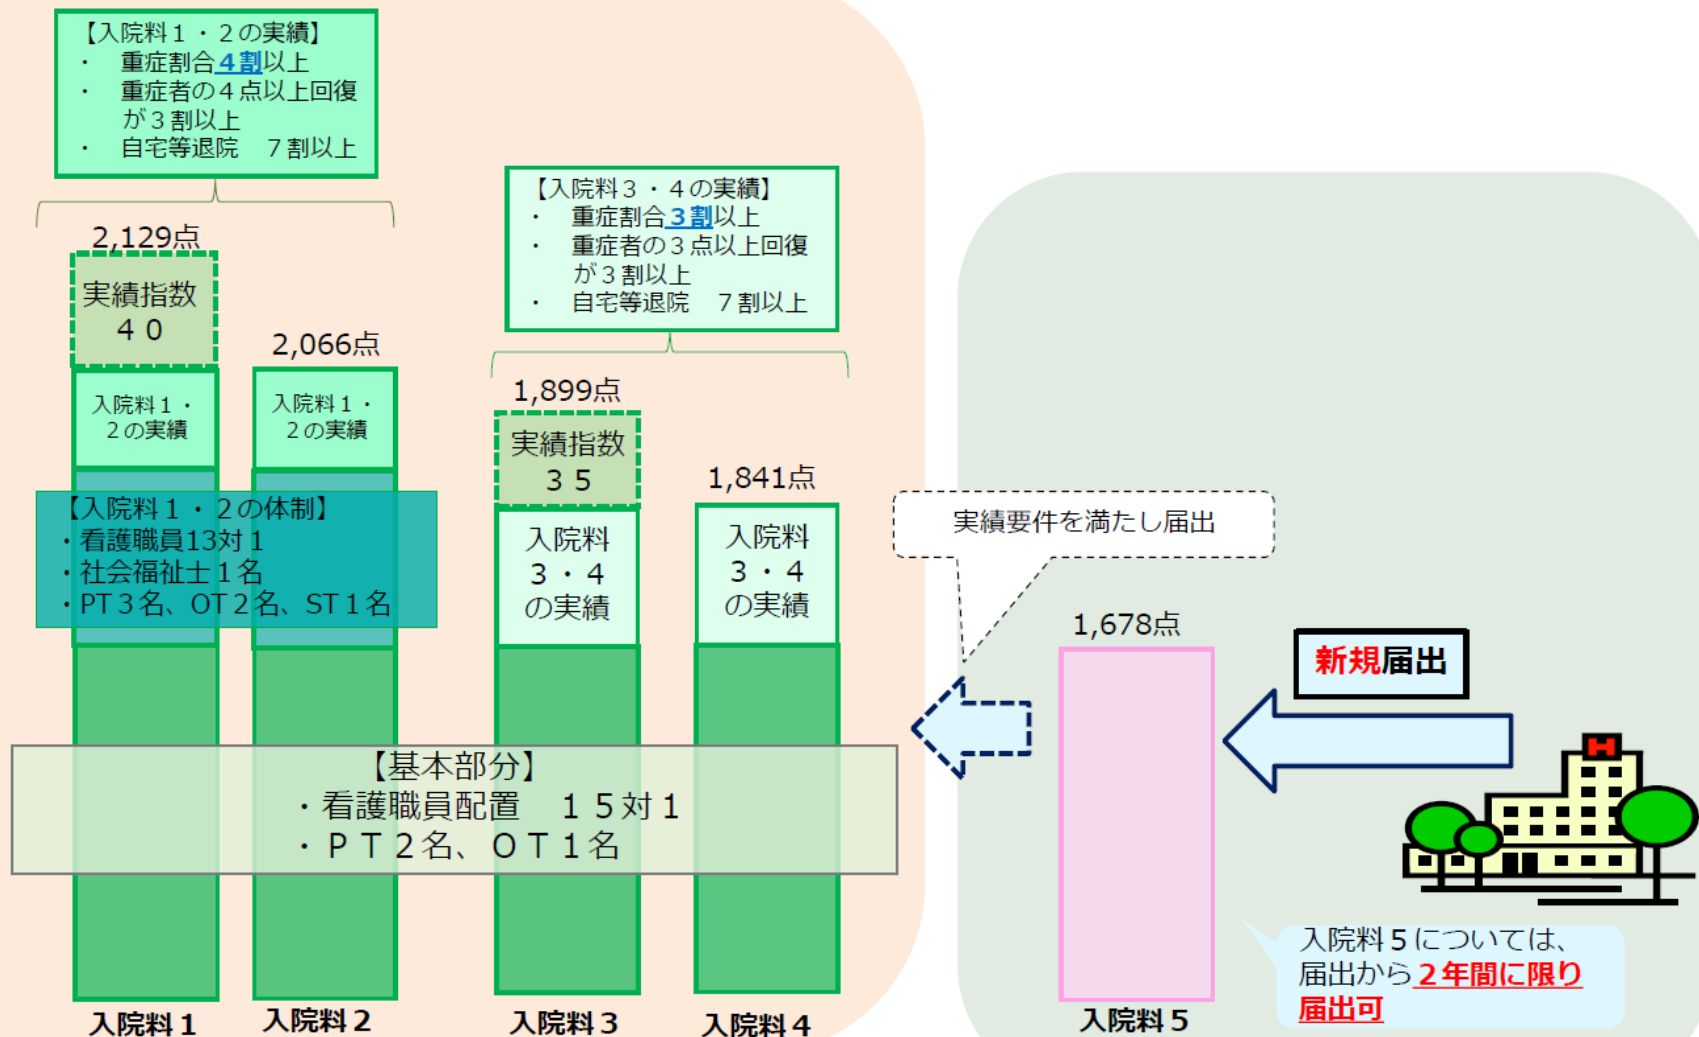 【入院料１・２の実績】
・　重症割合４割以上
・　重症者の４点以上回復
が３割以上
・　自宅等退院　７割以上
【入院料３・４の実績】
・　重症割合３割以上
・　重症者の３点以上回復
が３割以上
・　自宅等退院　７割以上
2,129点
実績指数
４０
入院料１・
２の実績
2,066点
入院料１・
２の実績
【入院料１・２の体制】
・看護職員13対１
・社会福祉士１名
・PT３名、OT２名、ST１名
1,899点
実績指数
３５
入院料
３・４
の実績
1,841点
入院料
３・４
の実績
実績要件を満たし届出
1,678点
新規届出
H
【基本部分】
・看護職員配置　１５対１
・ＰＴ２名、ＯＴ１名
入院料５については、
届出から２年間に限り
届出可
入院料１
入院料２
入院料３
入院料４
入院料５